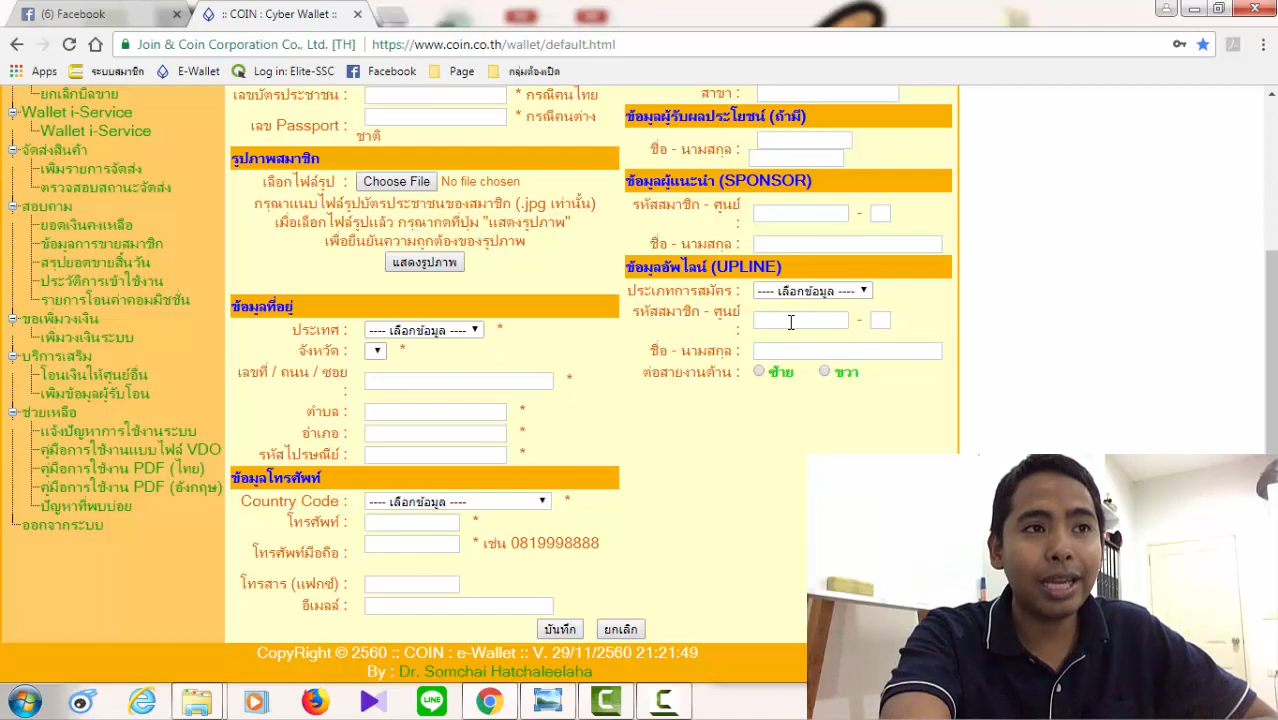 (6) Facebook
:: COIN : Cyber Wallet ::
Join & Coin Corporation Co., Ltd. [TH]
https://www.coin.co.th/wallet/default.html
Apps
ระบบสมาชิก
E-Wallet
Log in: Elite-SSC
Facebook
Page
กลุ่มต้องเปิด
ยกเลิกบิลขาย
Wallet i-Service
Wallet i-Service
จัดส่งสินค้า
เพิ่มรายการจัดส่ง
ตรวจสอบสถานะจัดส่ง
สอบถาม
ยอดเงินคงเหลือ
ข้อมูลการขายสมาชิก
สรุปยอดขายสิ้นวัน
ประวัติการเข้าใช้งาน
รายการโอนค่าคอมมิชชั่น
ขอเพิ่มวงเงิน
เพิ่มวงเงินระบบ
บริการเสริม
โอนเงินให้ศูนย์อื่น
เพิ่มข้อมูลผู้รับโอน
ช่วยเหลือ
แจ้งปัญหาการใช้งานระบบ
คู่มือการใช้งานแบบไฟล์ VDO
คู่มือการใช้งาน PDF (ไทย)
คู่มือการใช้งาน PDF (อังกฤษ)
ปัญหาที่พบบ่อย
ออกจากระบบ
เลขบัตรประชาชน : * กรณีคนไทย
เลข Passport : * กรณีคนต่าง
ชาติ
รูปภาพสมาชิก
เลือกไฟล์รูป : Choose File No file chosen
กรุณาแนบไฟล์รูปบัตรประชาชนของสมาชิก (.jpg เท่านั้น)
เมื่อเลือกไฟล์รูปแล้ว กรุณากดที่ปุ่ม "แสดงรูปภาพ"
เพื่อยืนยันความถูกต้องของรูปภาพ
แสดงรูปภาพ
ข้อมูลที่อยู่
ประเทศ : ---- เลือกข้อมูล ---- *
จังหวัด : *
เลขที่ / ถนน / ซอย
: *
ตำบล : *
อำเภอ : *
รหัสไปรษณีย์ : *
ข้อมูลโทรศัพท์
Country Code : ---- เลือกข้อมูล ---- *
โทรศัพท์ : *
โทรศัพท์มือถือ : * เช่น 0819998888
โทรสาร (แฟกซ์) :
อีเมลล์ :
บันทึก ยกเลิก
สาขา :
ข้อมูลผู้รับผลประโยชน์ (ถ้ามี)
ชื่อ - นามสกุล :
ข้อมูลผู้แนะนำ (SPONSOR)
รหัสสมาชิก - ศูนย์
: -
ชื่อ - นามสกุล :
ข้อมูลอัพไลน์ (UPLINE)
ประเภทการสมัคร : ---- เลือกข้อมูล ----
รหัสสมาชิก - ศูนย์
: -
ชื่อ - นามสกุล :
ต่อสายงานด้าน : ซ้าย ขวา
CopyRight © 2560 :: COIN : e-Wallet :: V. 29/11/2560 21:21:49
By : Dr. Somchai Hatchaleelaha
LINE